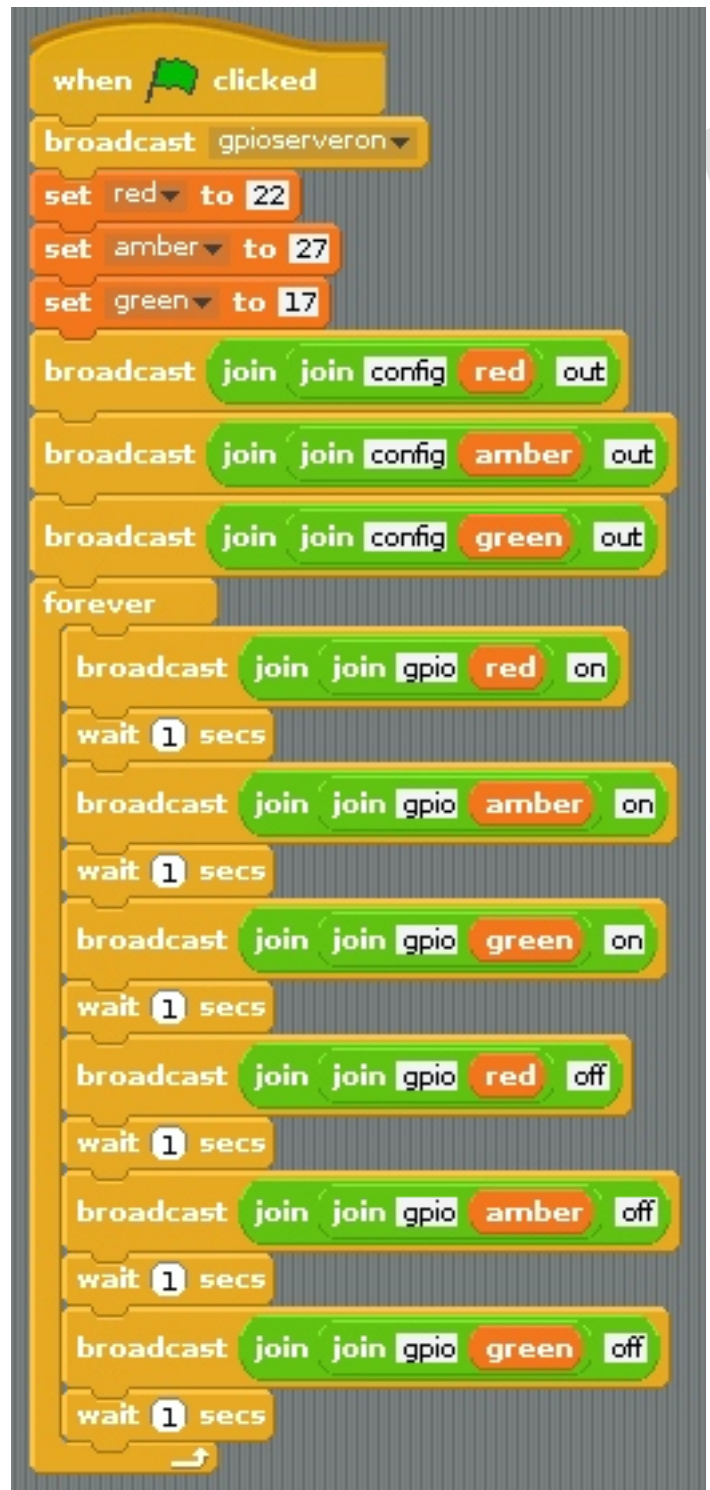 when clicked
broadcast gpioserveron
set red to 22
set amber to 27
set green to 17
broadcast join join config red out
broadcast join join config amber out
broadcast join join config green out
forever
broadcast join join gpio red on
wait 1 secs
broadcast join join gpio amber on
wait 1 secs
broadcast join join gpio green on
wait 1 secs
broadcast join join gpio red off
wait 1 secs
broadcast join join gpio amber off
wait 1 secs
broadcast join join gpio green off
wait 1 secs